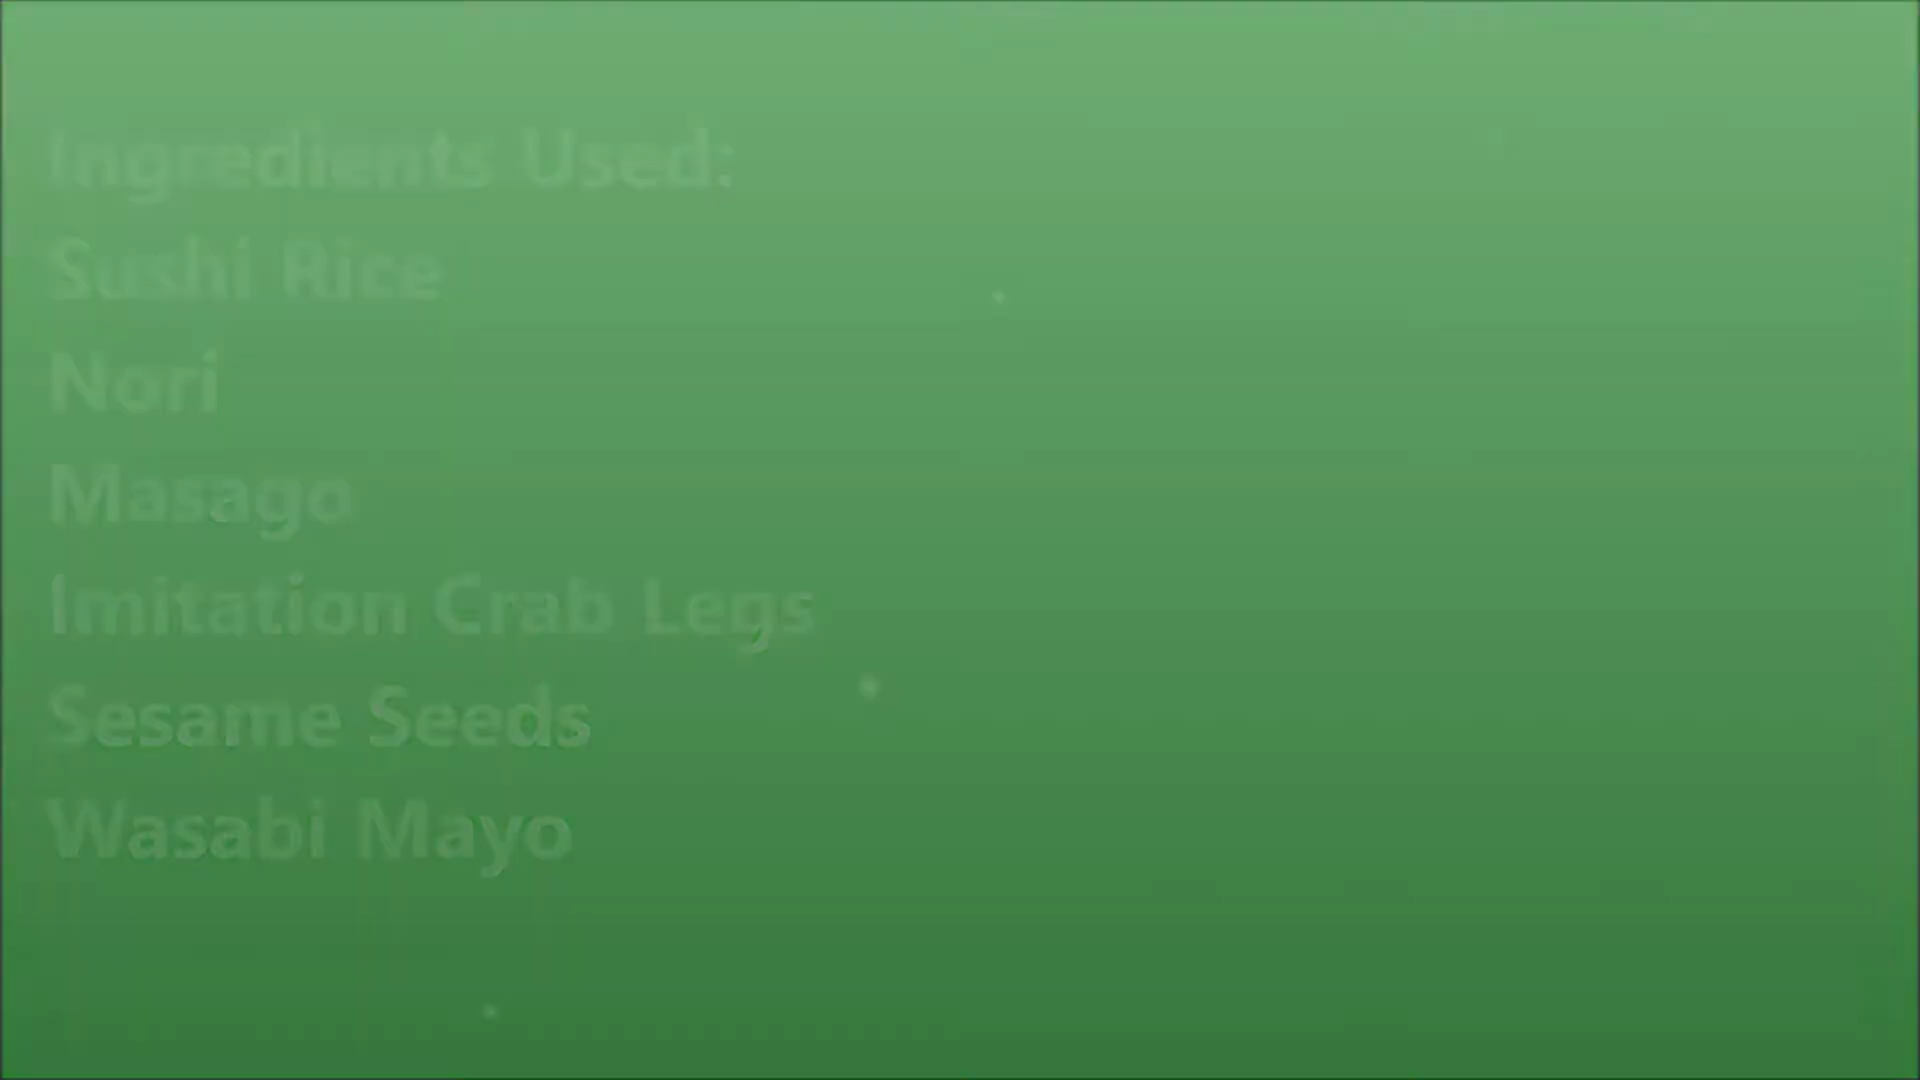 Ingredients Used:
Sushi Rice
Nori
Masago
Imitation Crab Legs
Sesame Seeds
Wasabi Mayo